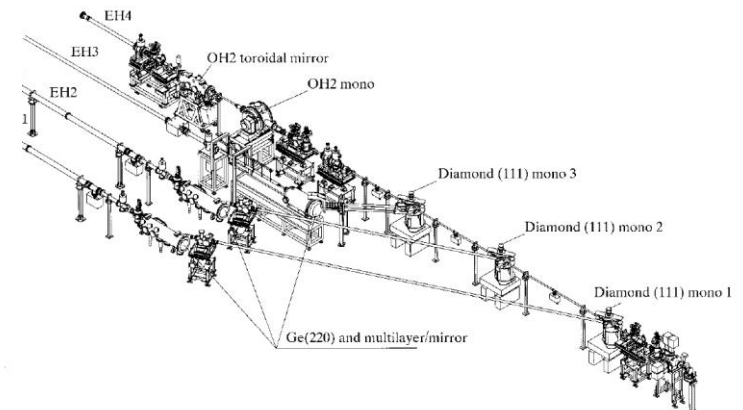 EH4
EH3
OH2 toroidal mirror
OH2 mono
EH2
1
Diamond (111) mono 3
Diamond (111) mono 2
Diamond (111) mono 1
Ge(220) and multilayer/mirror